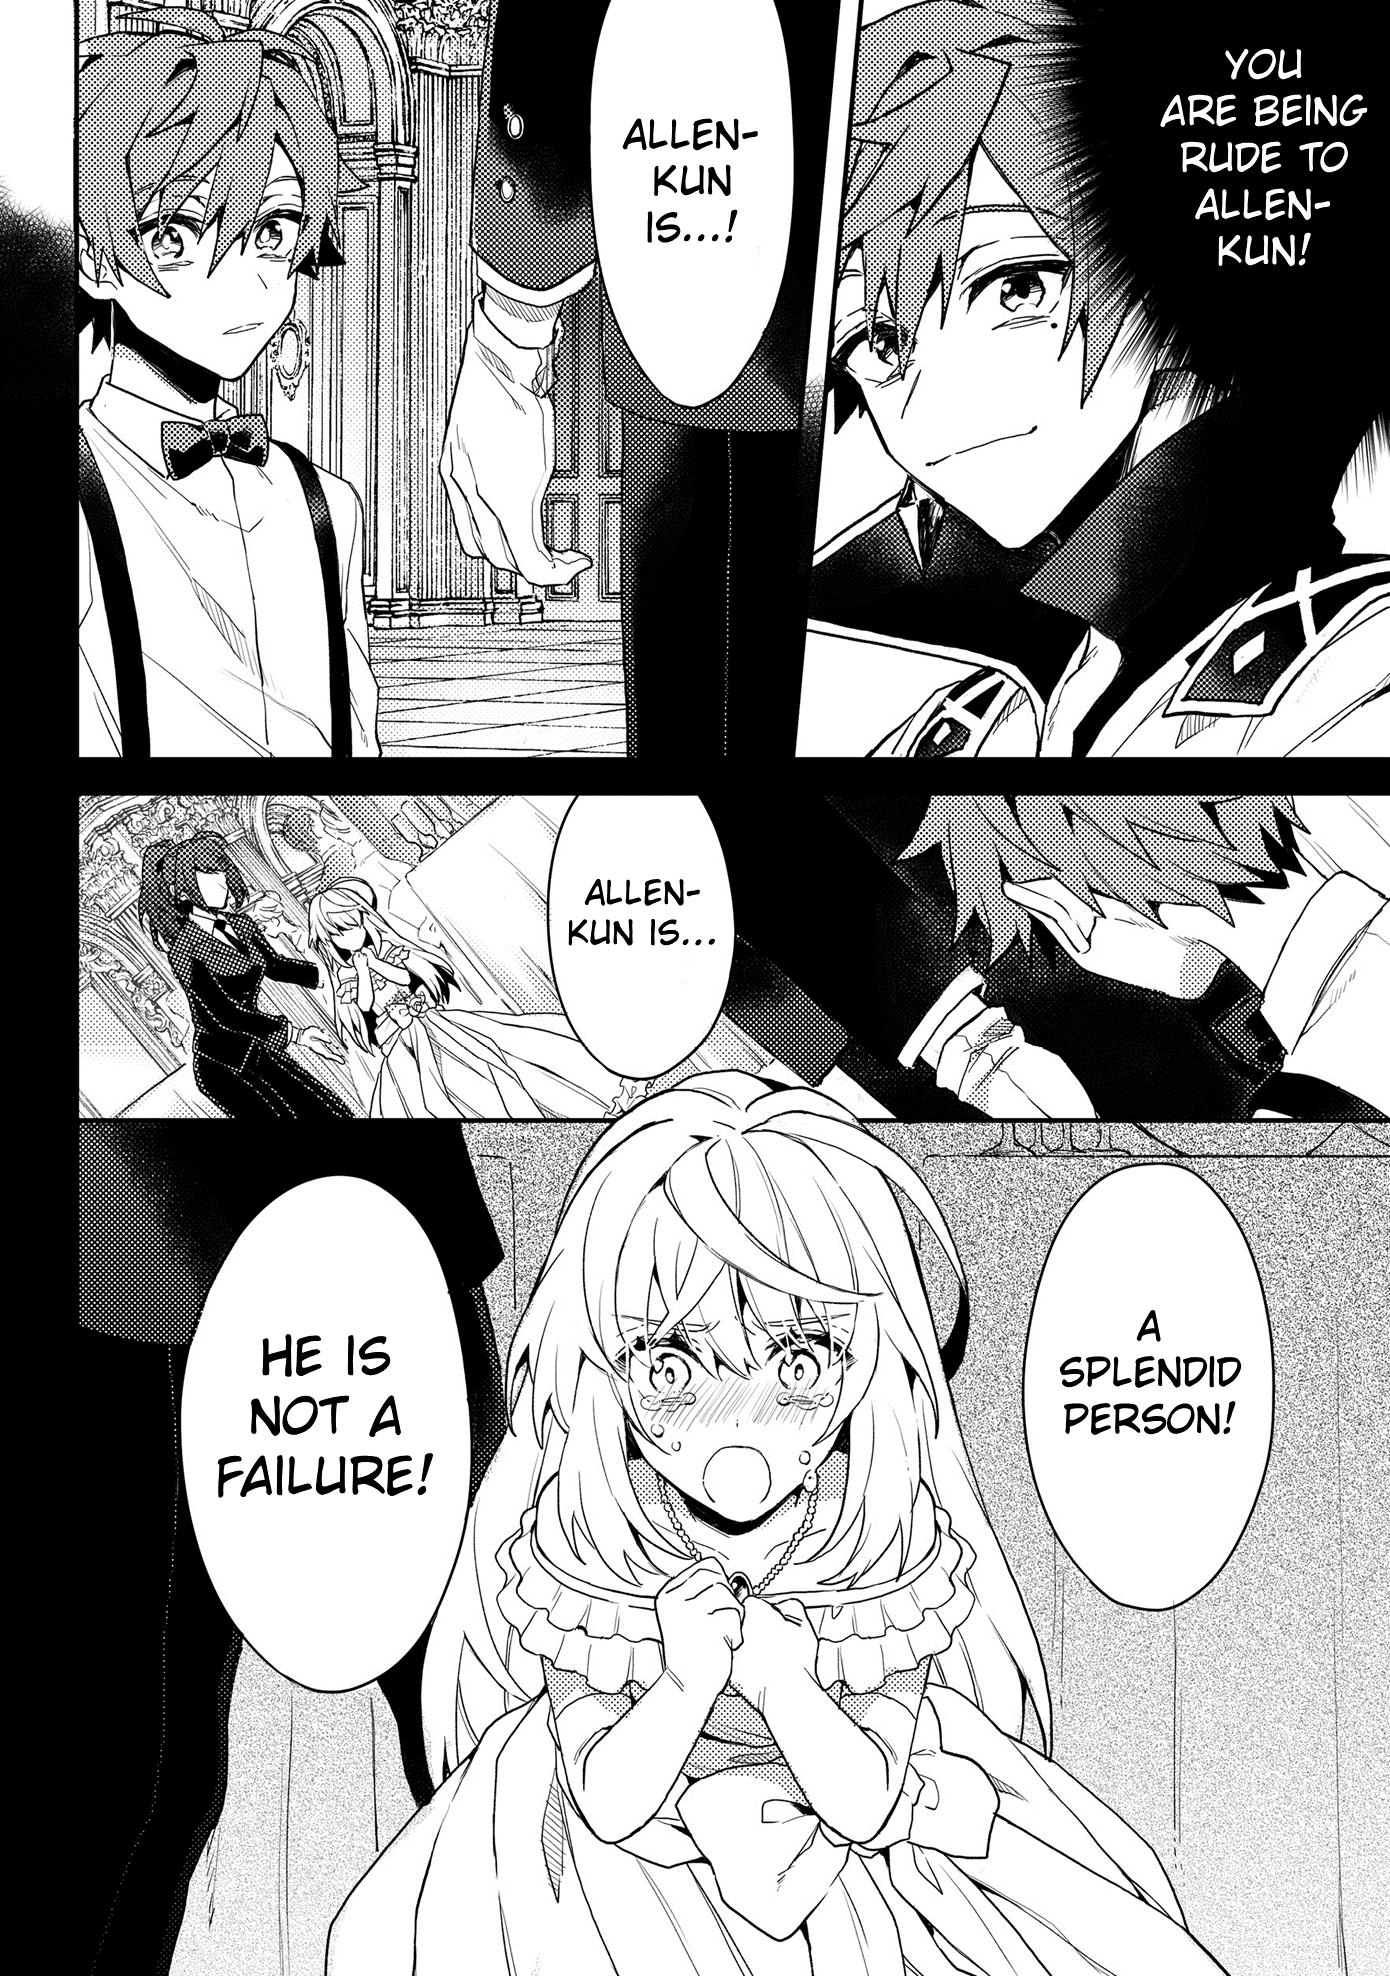 YOU
ARE BEING
RUDE TO
ALLEN-
KUN!
ALLEN-
KUN
IS...!
ALLEN-
KUN IS...
A
SPLENDID
PERSON!
HE IS
NOT A
FAILURE!